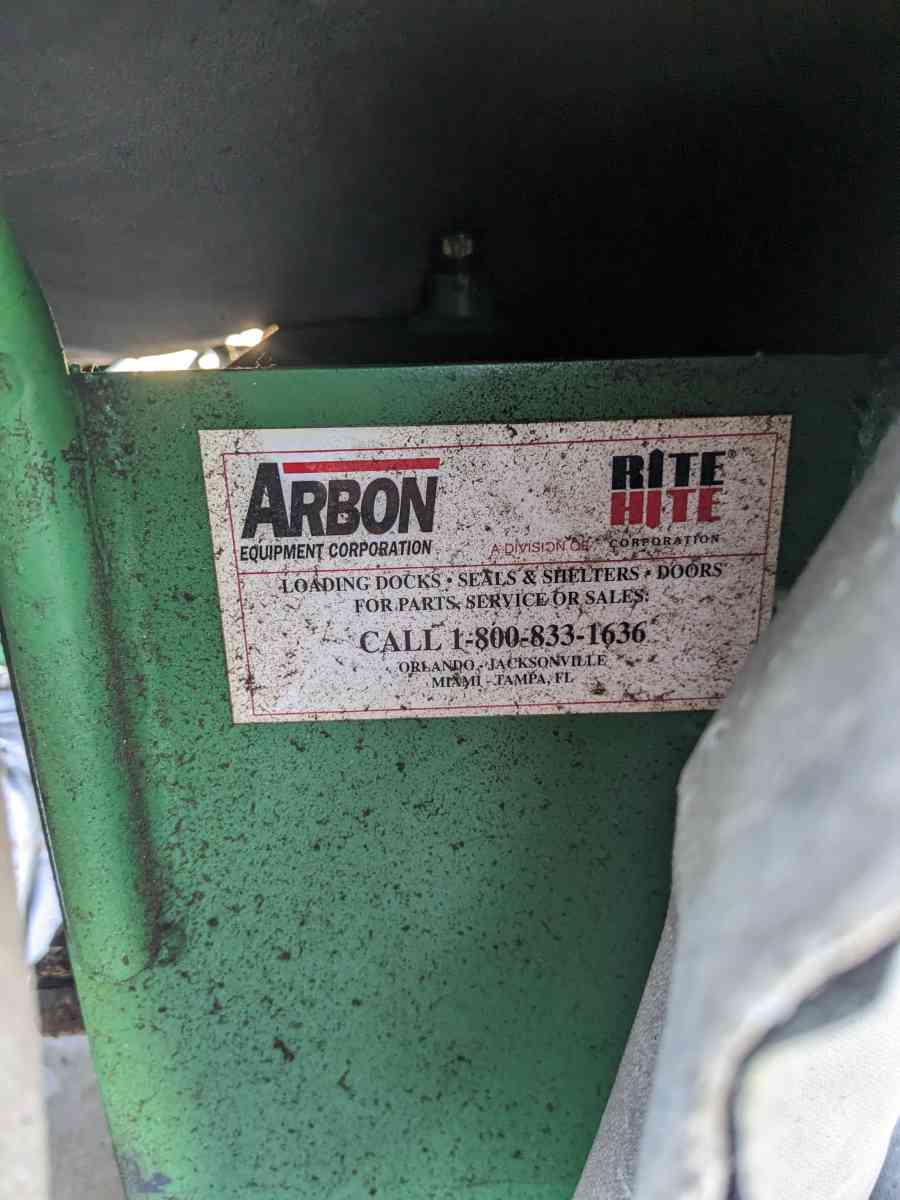 ARBON
EQUIPMENT CORPORATION
A DIVISION OF
RITE®
HITE
CORPORATION
LOADING DOCKS • SEALS & SHELTERS • DOORS
FOR PARTS, SERVICE OR SALES:
CALL 1-800-833-1636
ORLANDO - JACKSONVILLE
MIAMI - TAMPA, FL